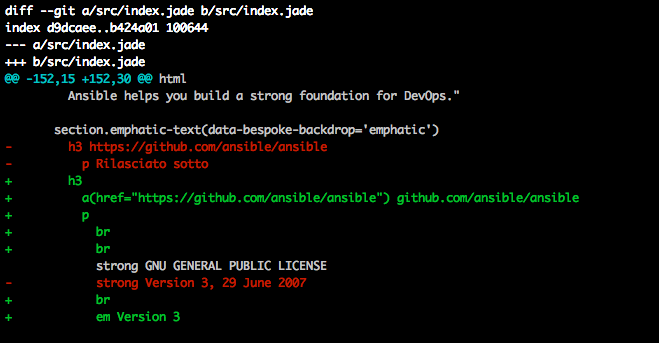 diff --git a/src/index.jade b/src/index.jade
index d9dcaee..b424a01 100644
--- a/src/index.jade
+++ b/src/index.jade
@@ -152,15 +152,30 @@ html
         Ansible helps you build a strong foundation for DevOps."

       section.emphatic-text(data-bespoke-backdrop='emphatic')
-        h3 https://github.com/ansible/ansible
-          p Rilasciato sotto
+        h3
+          a(href="https://github.com/ansible/ansible") github.com/ansible/ansible
+          p
+            br
+            br
             strong GNU GENERAL PUBLIC LICENSE
-            strong Version 3, 29 June 2007
+            br
+            em Version 3